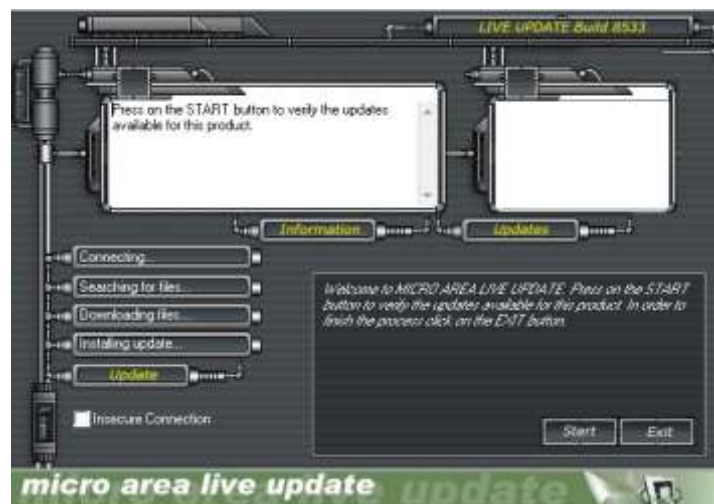 LIVE UPDATE Build 8533
Press on the START button to verify the updates
available for this product.
Information
Updates
Connecting...
Searching for files...
Downloading files...
Installing update...
Update
Insecure Connection
Welcome to MICRO AREA LIVE UPDATE. Press on the START
button to verify the updates available for this product. In order to
finish the process click on the EXIT button.
Start
Exit
micro area live update
update